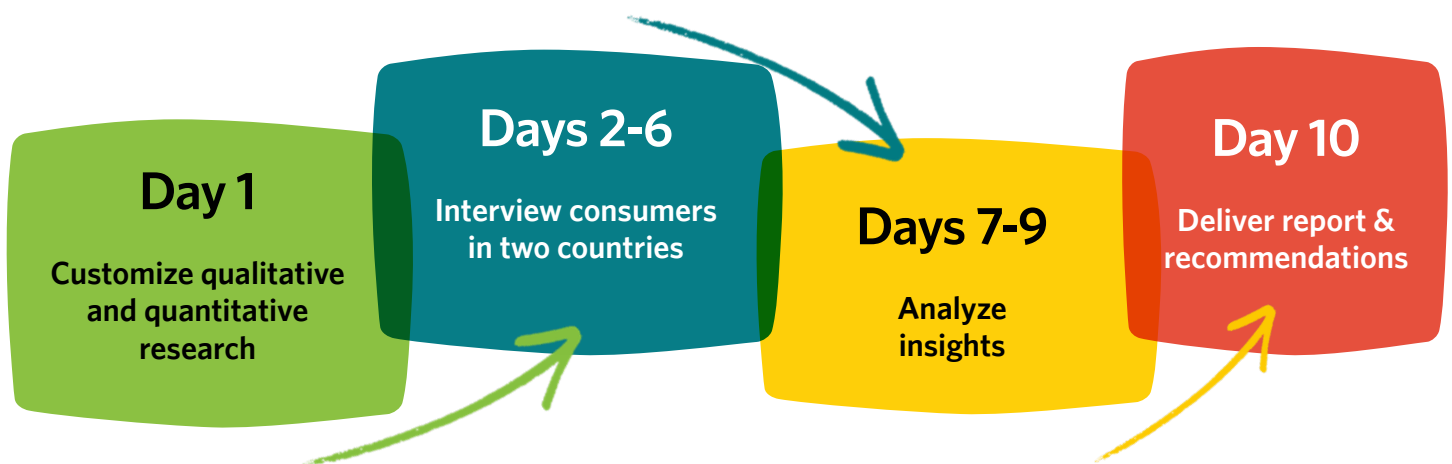 Day 1
Customize qualitative
and quantitative
research
Days 2-6
Interview consumers
in two countries
Days 7-9
Analyze
insights
Day 10
Deliver report &
recommendations